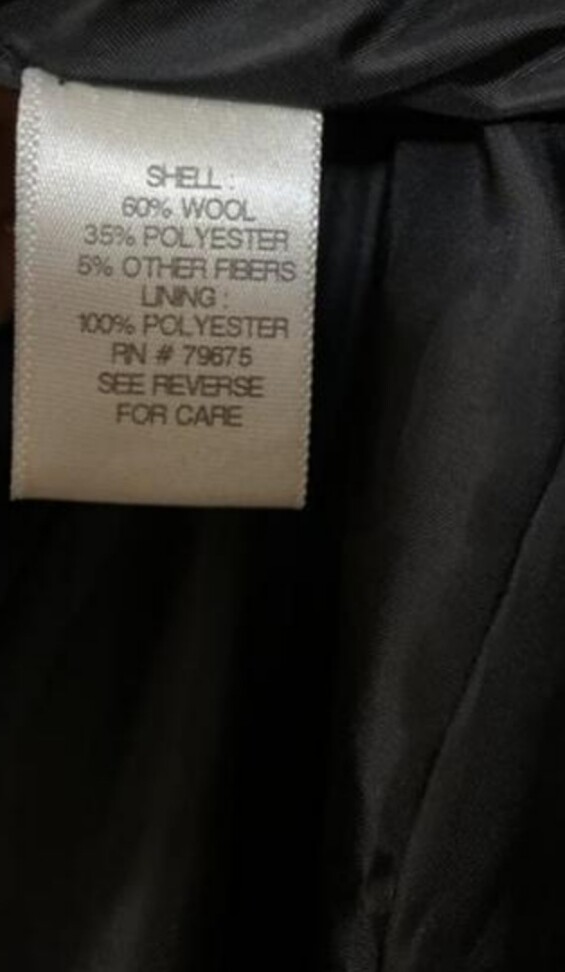 SHELL :
60% WOOL
35% POLYESTER
5% OTHER FIBERS
LINING :
100% POLYESTER
RN # 79675
SEE REVERSE
FOR CARE